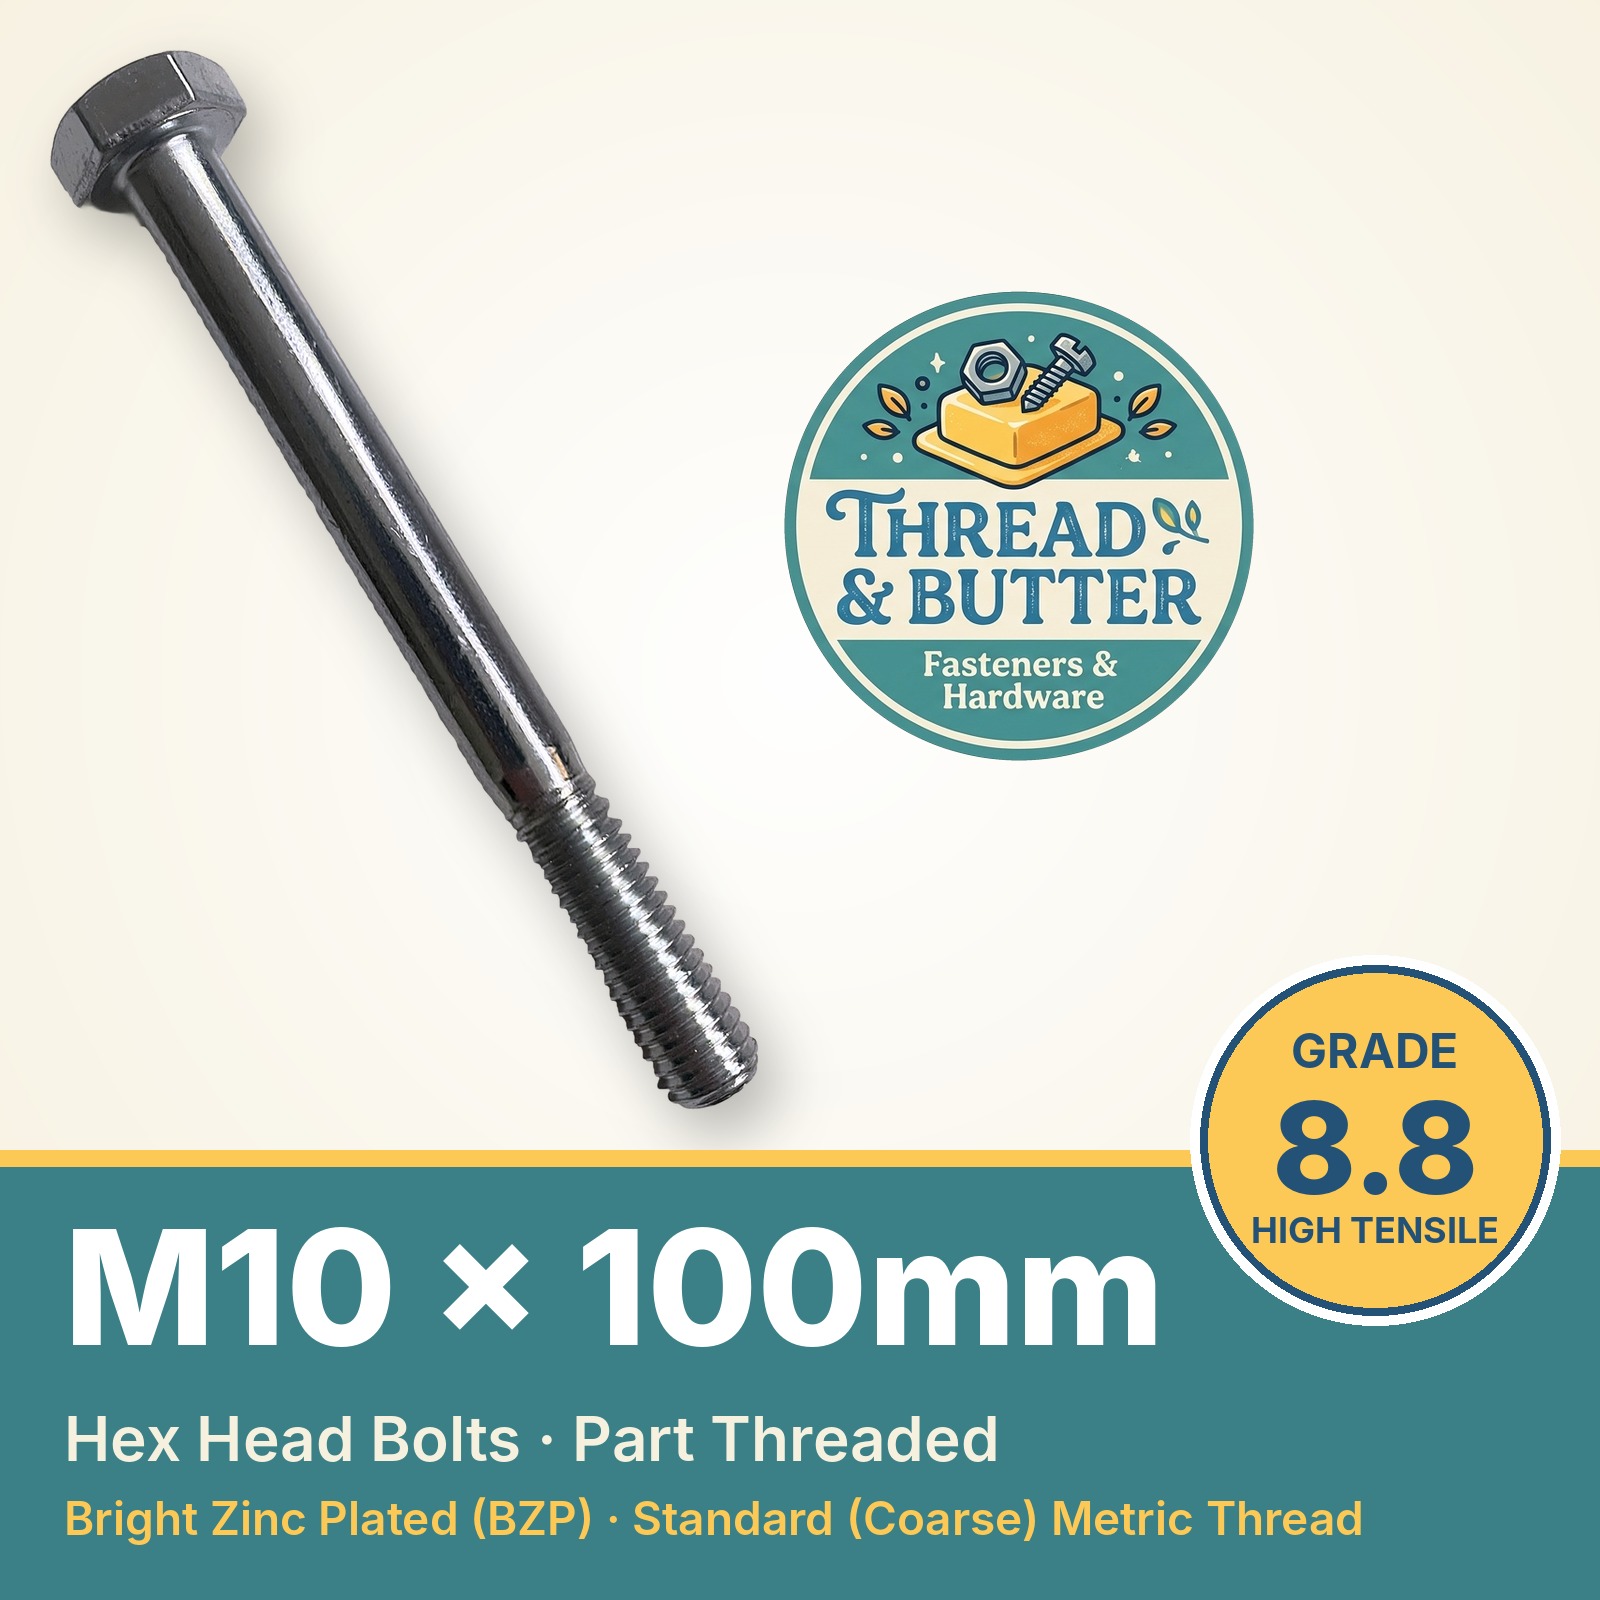 THREAD
& BUTTER
Fasteners &
Hardware
GRADE
8.8
HIGH TENSILE
M10 × 100mm
Hex Head Bolts · Part Threaded
Bright Zinc Plated (BZP) · Standard (Coarse) Metric Thread